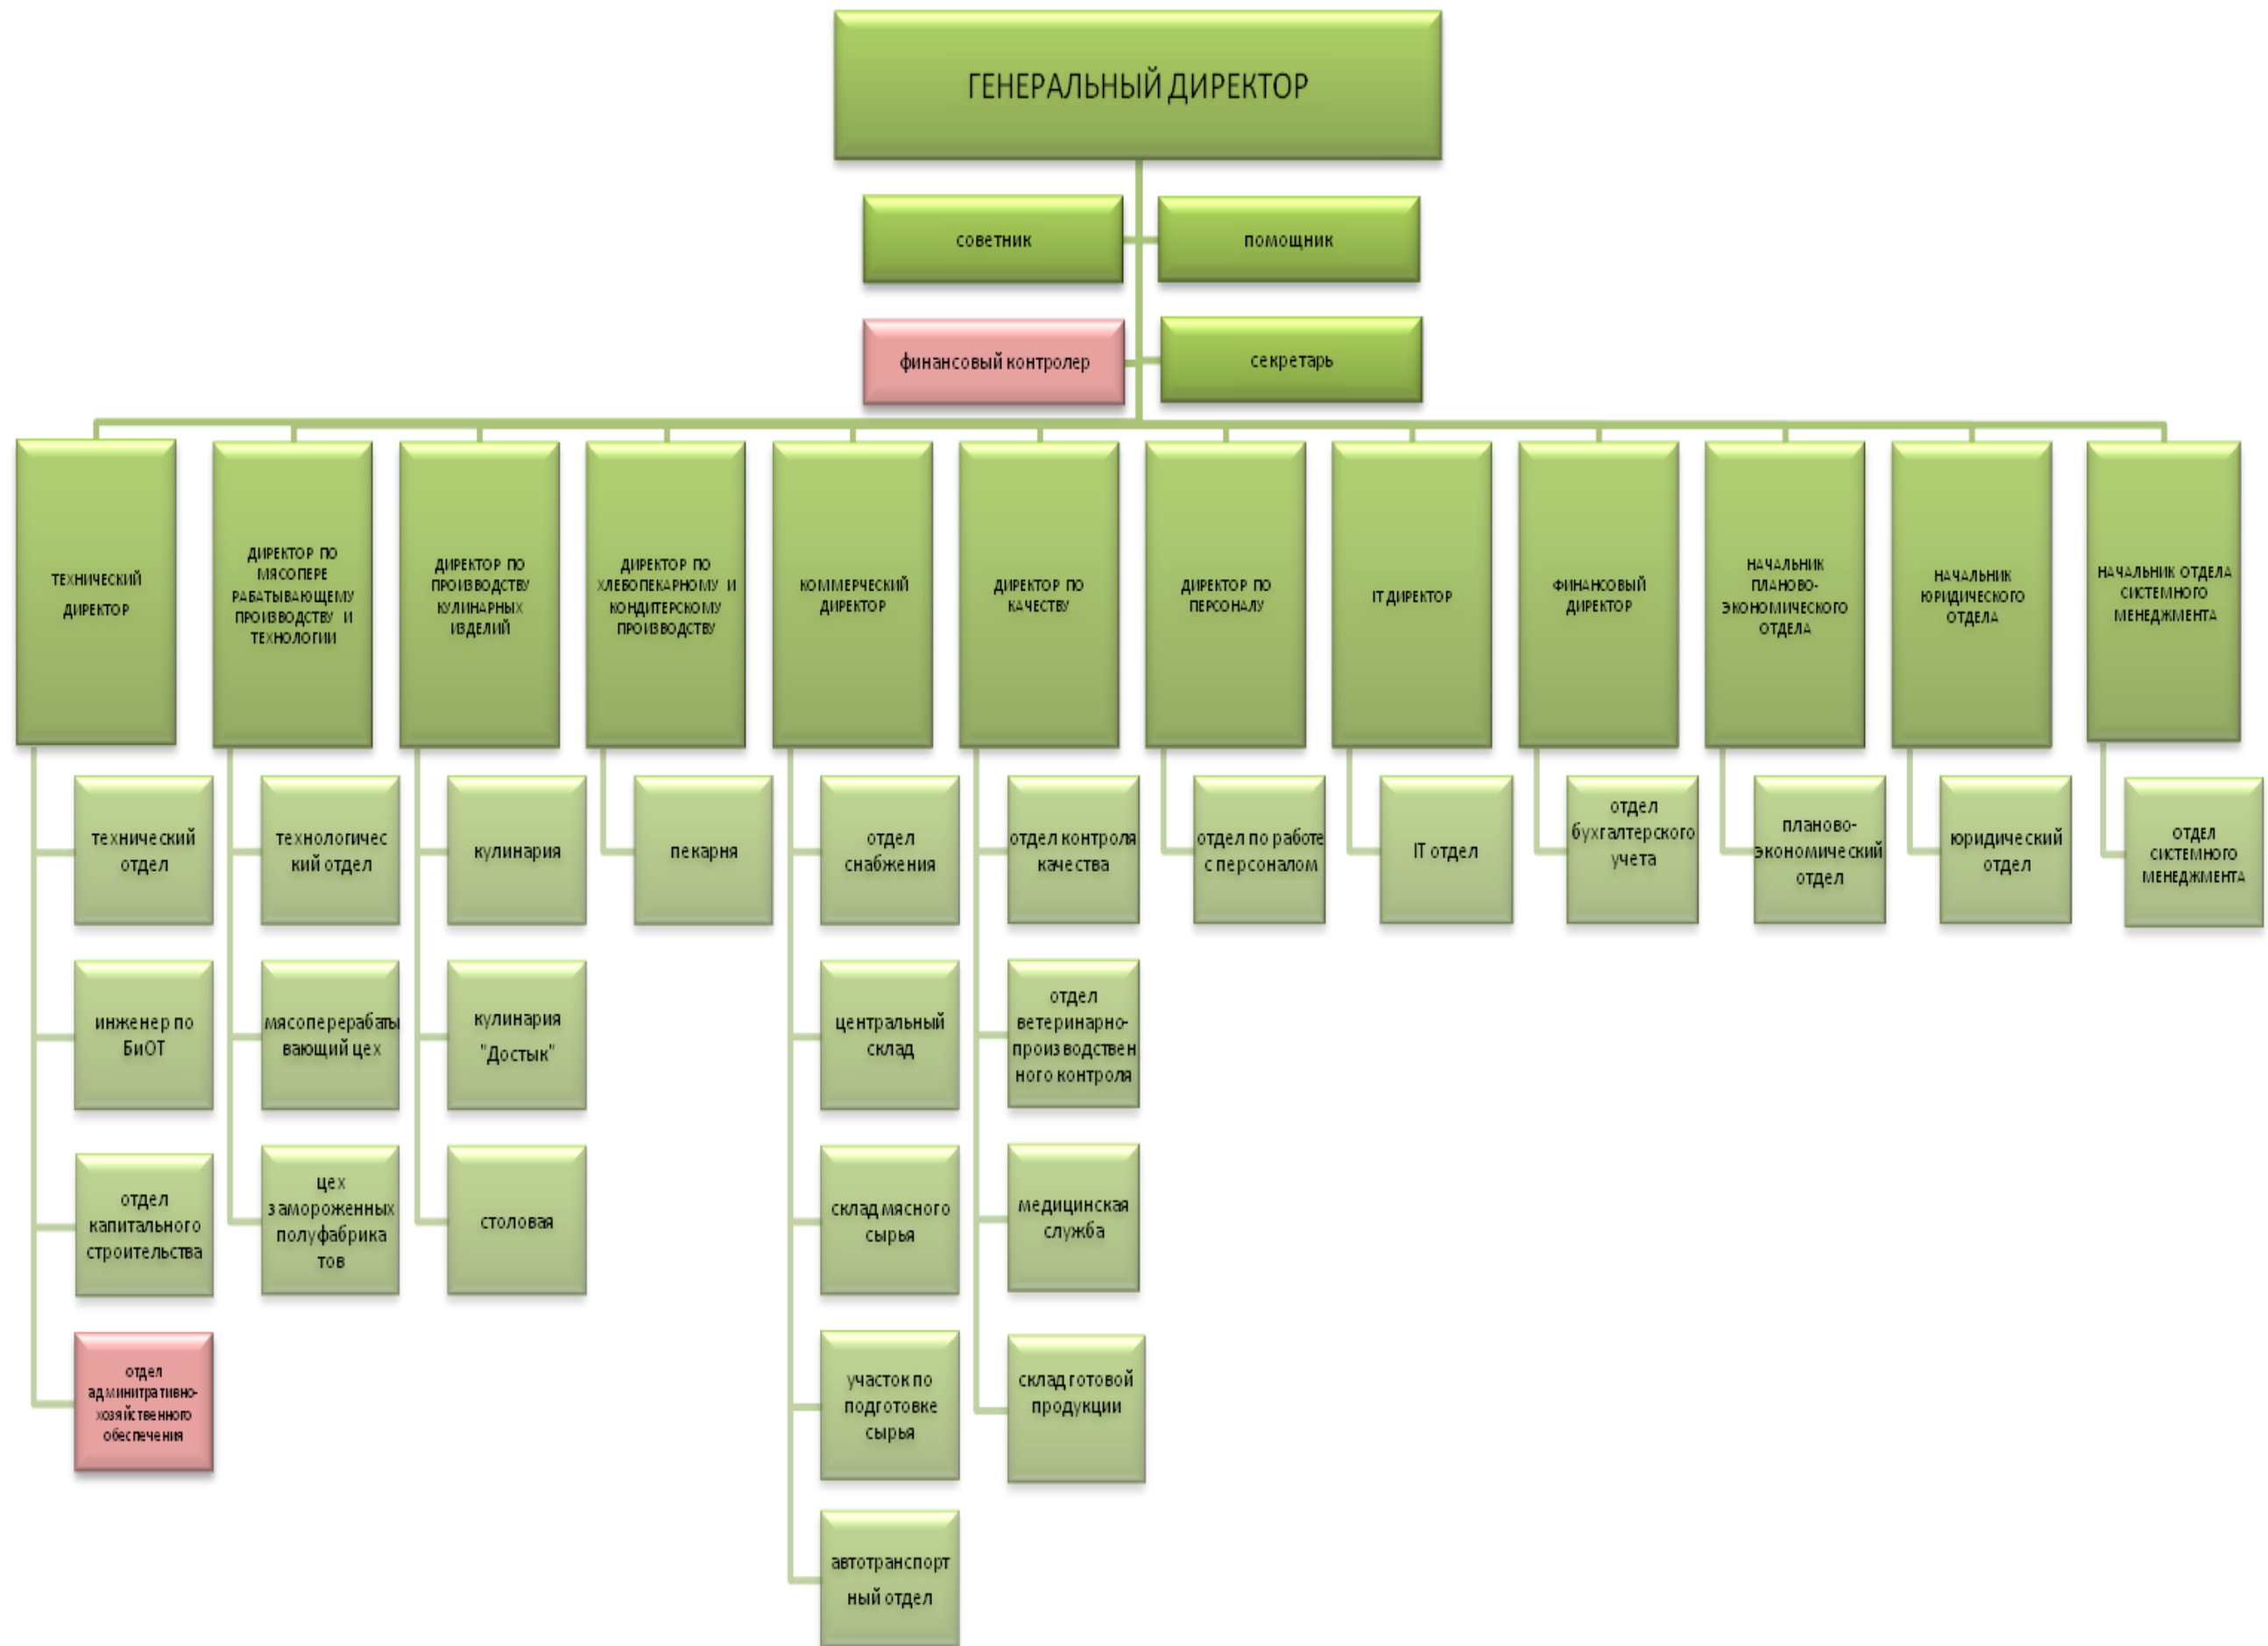 ГЕНЕРАЛЬНЫЙ ДИРЕКТОР
советник
помощник
финансовый контролер
секретарь
ТЕХНИЧЕСКИЙ
ДИРЕКТОР
ДИРЕКТОР ПО
МЯСОПЕРЕ
РАБАТЫВАЮЩЕМУ
ПРОИЗВОДСТВУ И
ТЕХНОЛОГИИ
ДИРЕКТОР ПО
ПРОИЗВОДСТВУ
КУЛИНАРНЫХ
ИЗДЕЛИЙ
ДИРЕКТОР ПО
ХЛЕБОПЕКАРНОМУ И
КОНДИТЕРСКОМУ
ПРОИЗВОДСТВУ
КОММЕРЧЕСКИЙ
ДИРЕКТОР
ДИРЕКТОР ПО
КАЧЕСТВУ
ДИРЕКТОР ПО
ПЕРСОНАЛУ
IT ДИРЕКТОР
ФИНАНСОВЫЙ
ДИРЕКТОР
НАЧАЛЬНИК
ПЛАНОВО-
ЭКОНОМИЧЕСКОГО
ОТДЕЛА
НАЧАЛЬНИК
ЮРИДИЧЕСКОГО
ОТДЕЛА
НАЧАЛЬНИК ОТДЕЛА
СИСТЕМНОГО
МЕНЕДЖМЕНТА
технический
отдел
технологичес
кий отдел
кулинария
пекарня
отдел
снабжения
отдел контроля
качества
отдел по работе
с персоналом
IT отдел
отдел
бухгалтерского
учета
планово-
экономический
отдел
юридический
отдел
ОТДЕЛ
СИСТЕМНОГО
МЕНЕДЖМЕНТА
инженер по
БиОТ
мясоперерабаты
вающий цех
кулинария
"Достык"
центральный
склад
отдел
ветеринарно-
производствен
ного контроля
отдел
капитального
строительства
цех
замороженных
полуфабрика
тов
столовая
склад мясного
сырья
медицинская
служба
отдел
админитративно-
хозяйственного
обеспечения
участок по
подготовке
сырья
склад готовой
продукции
автотранспорт
ный отдел